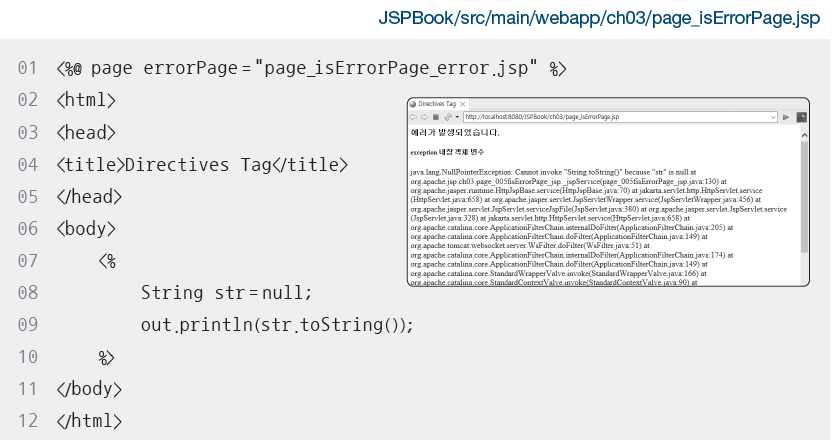 JSPBook/src/main/webapp/ch03/page_isErrorPage.jsp
01 <%@ page errorPage="page_isErrorPage_error.jsp" %>
02 <html>
03 <head>
04 <title>Directives Tag</title>
05 </head>
06 <body>
07 <%
08 String str=null;
09 out.println(str.toString());
10 %>
11 </body>
12 </html>
Directives Tag
http://localhost:8080/JSPBook/ch03/page_isErrorPage.jsp
에러가 발생되었습니다.
exception 내장 객체 변수
java.lang.NullPointerException: Cannot invoke "String.toString()" because "str" is null at
org.apache.jsp.ch03.page_005fisErrorPage_jsp._jspService(page_005fisErrorPage_jsp.java:130) at
org.apache.jasper.runtime.HttpJspBase.service(HttpJspBase.java:70) at jakarta.servlet.http.HttpServlet.service
(HttpServlet.java:658) at org.apache.jasper.servlet.JspServletWrapper.service(JspServletWrapper.java:456) at
org.apache.jasper.servlet.JspServlet.serviceJspFile(JspServlet.java:380) at org.apache.jasper.servlet.JspServlet.service
(JspServlet.java:328) at jakarta.servlet.http.HttpServlet.service(HttpServlet.java:658) at
org.apache.catalina.core.ApplicationFilterChain.internalDoFilter(ApplicationFilterChain.java:205) at
org.apache.catalina.core.ApplicationFilterChain.doFilter(ApplicationFilterChain.java:149) at
org.apache.tomcat.websocket.server.WsFilter.doFilter(WsFilter.java:51) at
org.apache.catalina.core.ApplicationFilterChain.internalDoFilter(ApplicationFilterChain.java:174) at
org.apache.catalina.core.ApplicationFilterChain.doFilter(ApplicationFilterChain.java:149) at
org.apache.catalina.core.StandardWrapperValve.invoke(StandardWrapperValve.java:166) at
org.apache.catalina.core.StandardContextValve.invoke(StandardContextValve.java:90) at